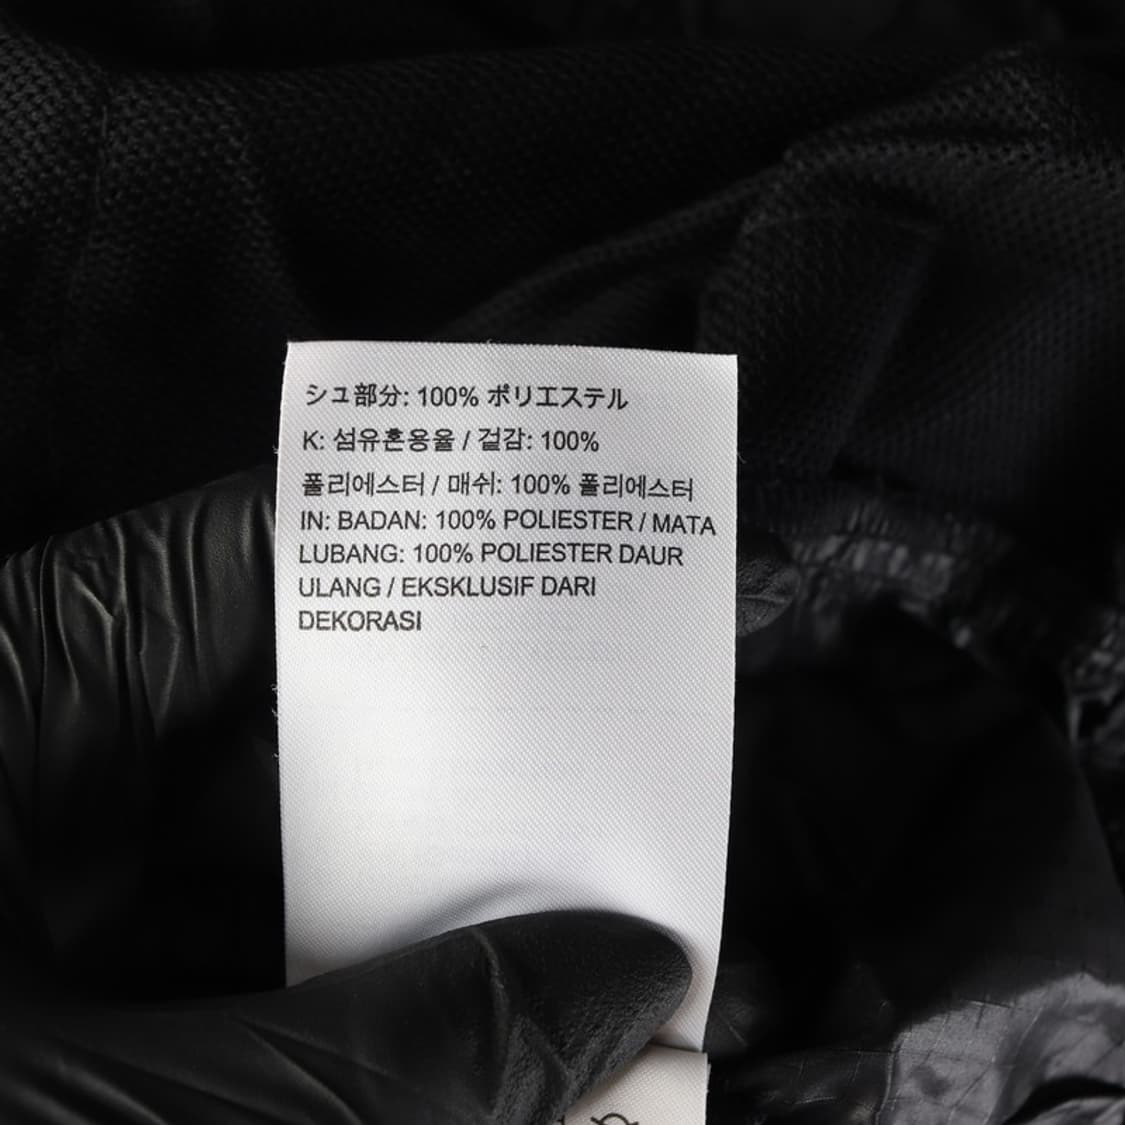 シュ部分: 100% ポリエステル
K: 섬유혼용율 / 겉감: 100%
폴리에스터 / 매쉬: 100% 폴리에스터
IN: BADAN: 100% POLIESTER / MATA
LUBANG: 100% POLIESTER DAUR
ULANG / EKSKLUSIF DARI
DEKORASI